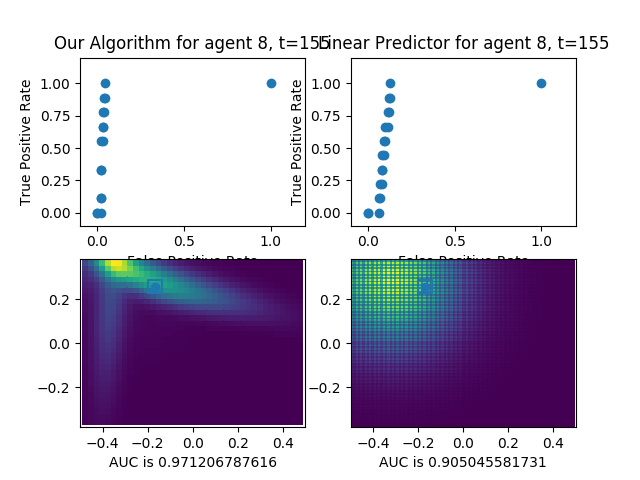 Our Algorithm for agent 8, t=155
Linear Predictor for agent 8, t=155
True Positive Rate
1.00
0.75
0.50
0.25
0.00
0.0 0.5 1.0
False Positive Rate
True Positive Rate
1.00
0.75
0.50
0.25
0.00
0.0 0.5 1.0
False Positive Rate
0.2
0.0
−0.2
−0.4 −0.2 0.0 0.2 0.4
AUC is 0.971206787616
0.2
0.0
−0.2
−0.4 −0.2 0.0 0.2 0.4
AUC is 0.905045581731